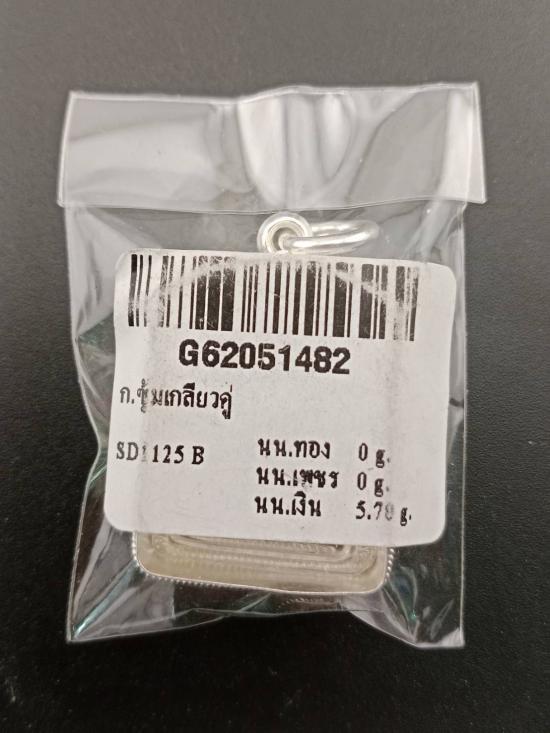 G62051482
ก.ซุ้มเกลียวคู่
SD1125 B
นน.ทอง 0 g.
นน.เพชร 0 g.
นน.เงิน 5.70 g.